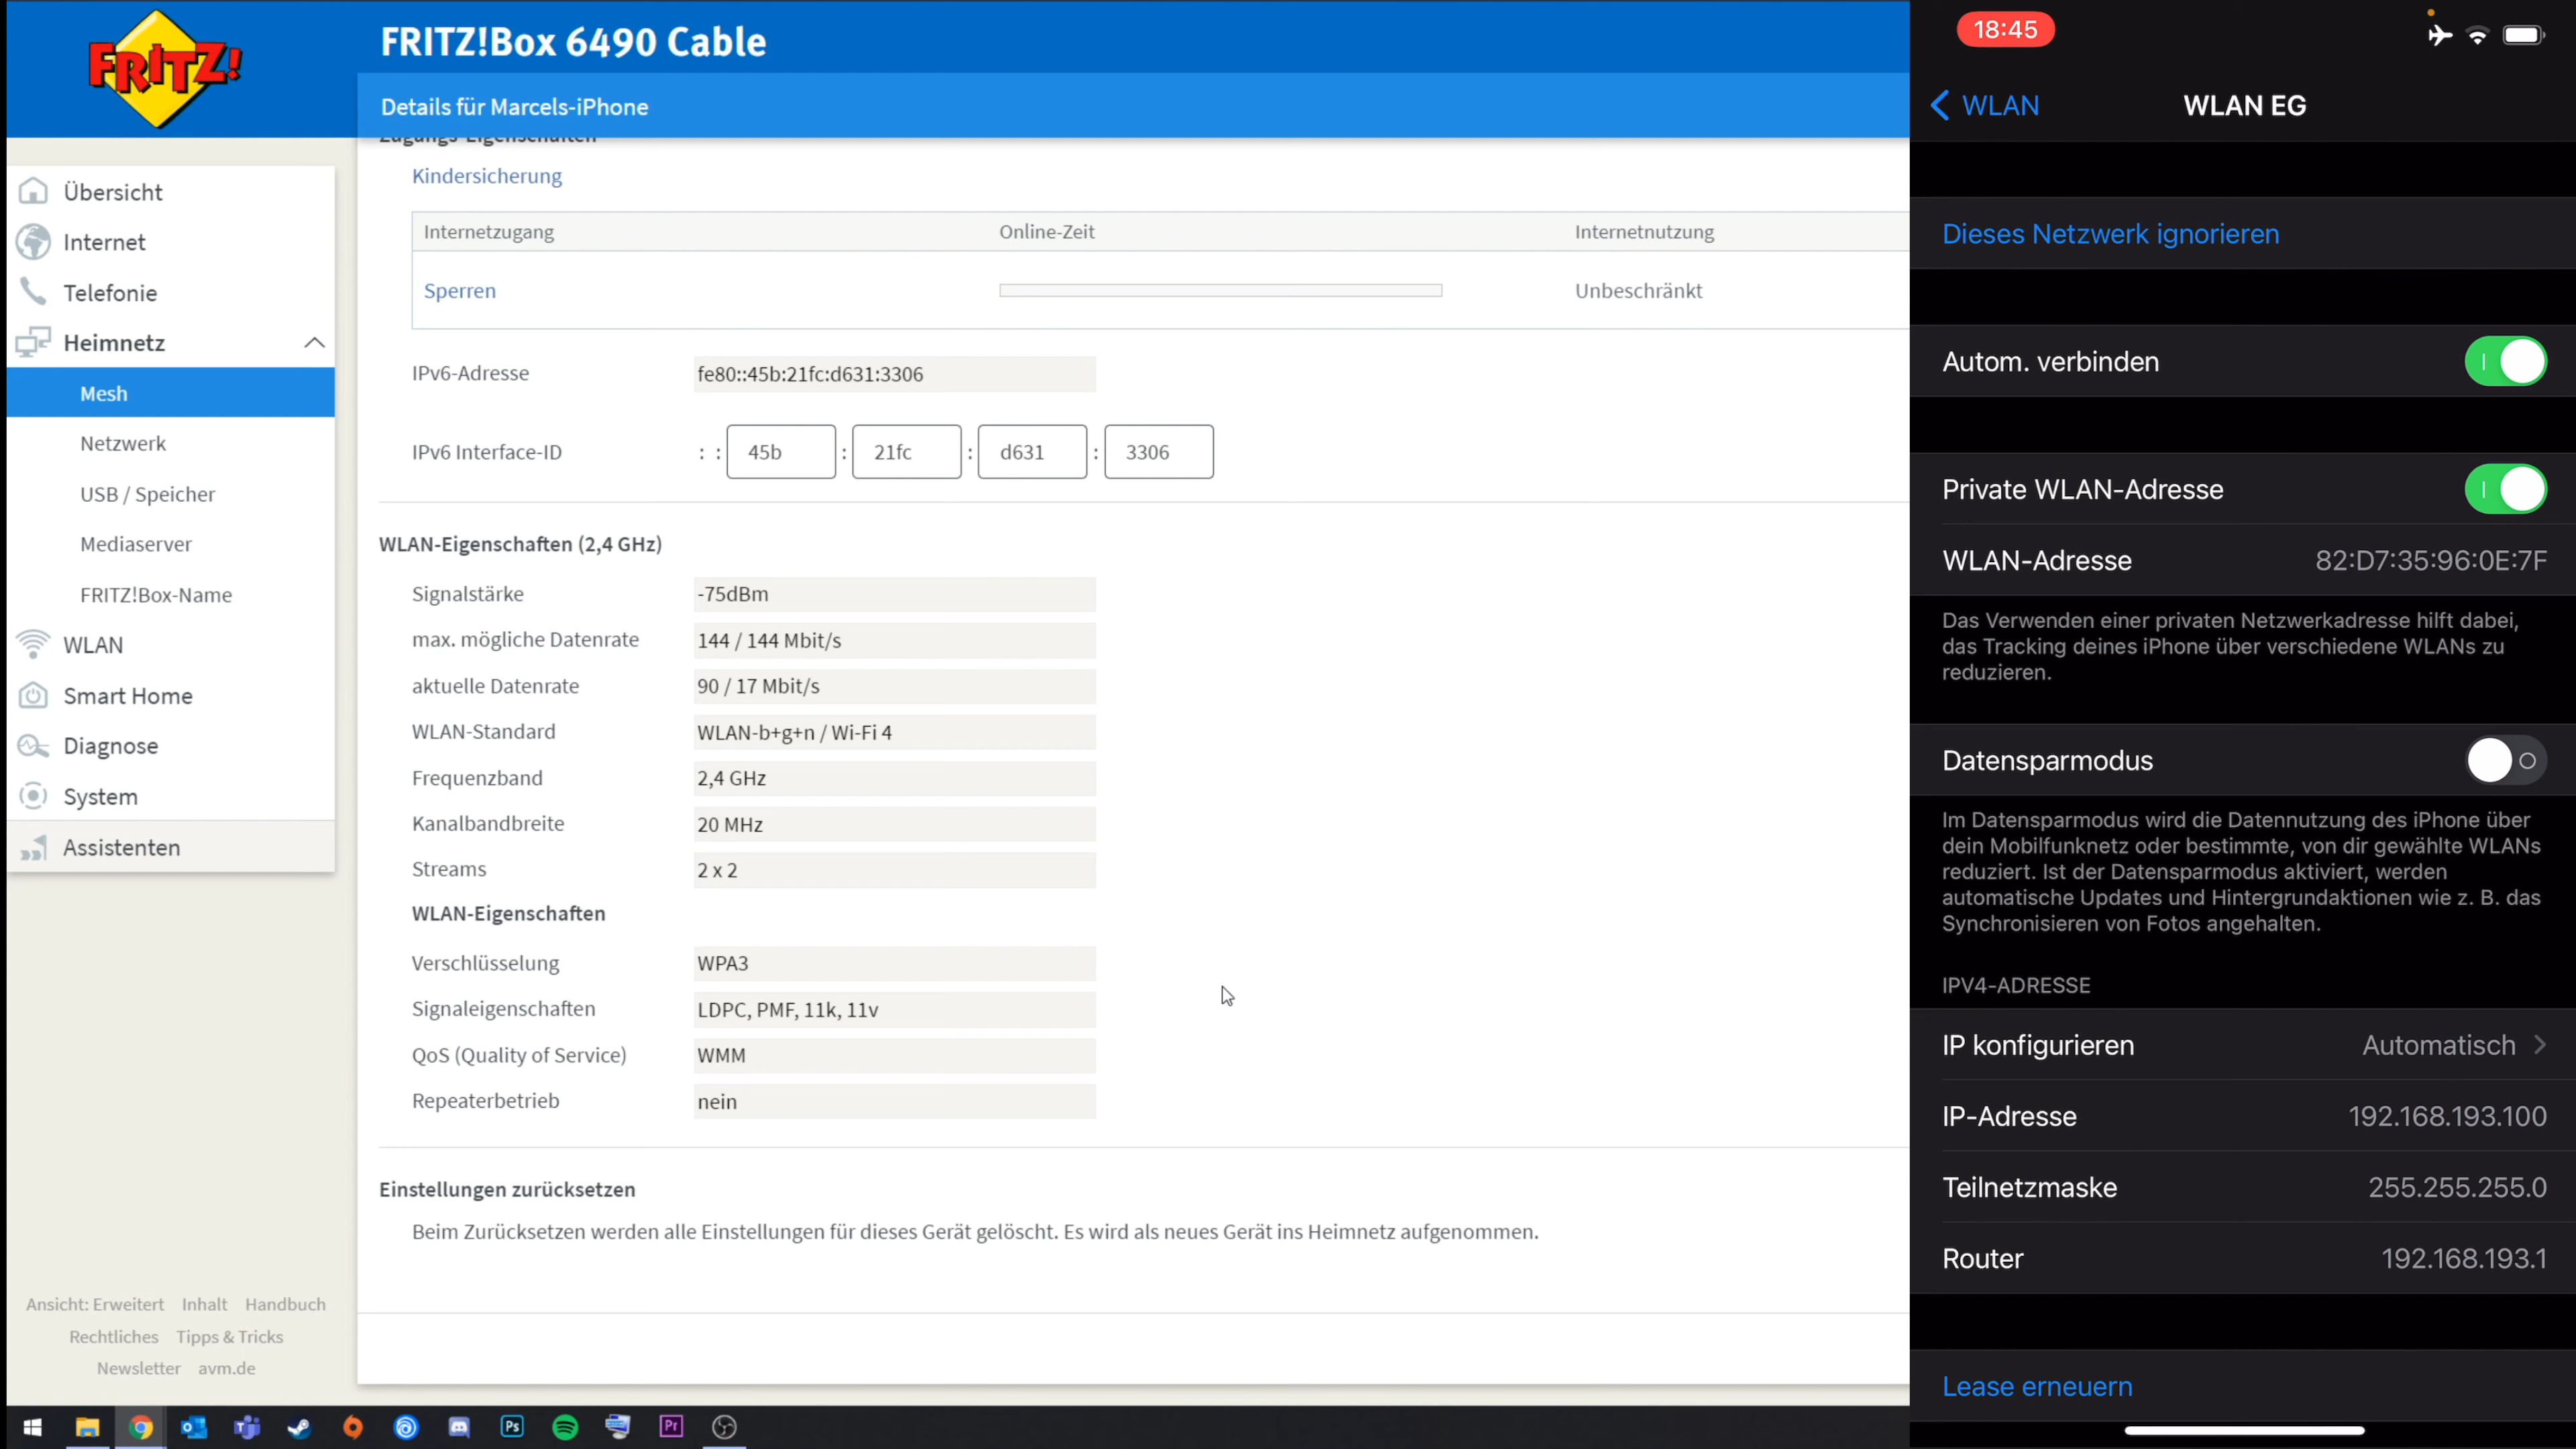 FRITZ!
FRITZ!Box 6490 Cable
Details für Marcels-iPhone
Übersicht
Internet
Telefonie
Heimnetz
Mesh
Netzwerk
USB / Speicher
Mediaserver
FRITZ!Box-Name
WLAN
Smart Home
Diagnose
System
Assistenten
Ansicht: Erweitert Inhalt Handbuch
Rechtliches Tipps & Tricks
Newsletter avm.de
Zugangs-Eigenschaften
Kindersicherung
Internetzugang Online-Zeit Internetnutzung
Sperren Unbeschränkt
IPv6-Adresse fe80::45b:21fc:d631:3306
IPv6 Interface-ID : : 45b : 21fc : d631 : 3306
WLAN-Eigenschaften (2,4 GHz)
Signalstärke -75dBm
max. mögliche Datenrate 144 / 144 Mbit/s
aktuelle Datenrate 90 / 17 Mbit/s
WLAN-Standard WLAN-b+g+n / Wi-Fi 4
Frequenzband 2,4 GHz
Kanalbandbreite 20 MHz
Streams 2 x 2
WLAN-Eigenschaften
Verschlüsselung WPA3
Signaleigenschaften LDPC, PMF, 11k, 11v
QoS (Quality of Service) WMM
Repeaterbetrieb nein
Einstellungen zurücksetzen
Beim Zurücksetzen werden alle Einstellungen für dieses Gerät gelöscht. Es wird als neues Gerät ins Heimnetz aufgenommen.
Ps
Pr
18:45
WLAN WLAN EG
Dieses Netzwerk ignorieren
Autom. verbinden
Private WLAN-Adresse
WLAN-Adresse 82:D7:35:96:0E:7F
Das Verwenden einer privaten Netzwerkadresse hilft dabei,
das Tracking deines iPhone über verschiedene WLANs zu
reduzieren.
Datensparmodus
Im Datensparmodus wird die Datennutzung des iPhone über
dein Mobilfunknetz oder bestimmte, von dir gewählte WLANs
reduziert. Ist der Datensparmodus aktiviert, werden
automatische Updates und Hintergrundaktionen wie z. B. das
Synchronisieren von Fotos angehalten.
IPV4-ADRESSE
IP konfigurieren Automatisch
IP-Adresse 192.168.193.100
Teilnetzmaske 255.255.255.0
Router 192.168.193.1
Lease erneuern